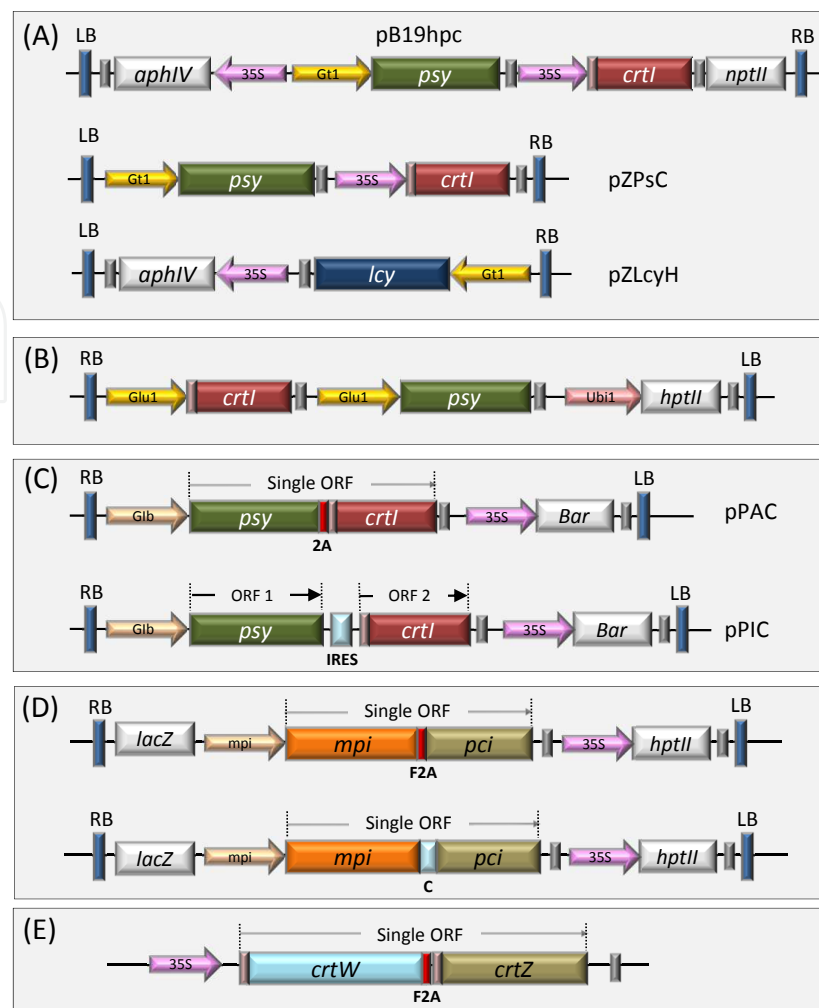 (A)
pB19hpc
LB RB
aphIV 35S Gt1 psy 35S crtI nptII
LB RB
Gt1 psy 35S crtI pZPsC
LB RB
aphIV 35S lcy Gt1 pZLcyH
(B)
RB LB
Glu1 crtI Glu1 psy Ubi1 hptII
(C)
RB Single ORF LB
Glb psy crtI 35S Bar pPAC
2A
RB ORF 1 ORF 2 LB
Glb psy crtI 35S Bar pPIC
IRES
(D)
RB Single ORF LB
lacZ mpi mpi pci 35S hptII
F2A
RB Single ORF LB
lacZ mpi mpi pci 35S hptII
C
(E)
Single ORF
35S crtW crtZ
F2A